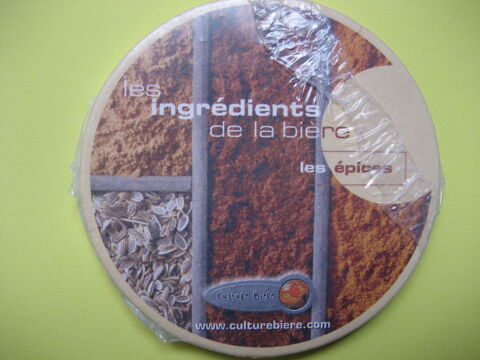 les
ingrédients
de la bière
les épices
culture bière
www.culturebiere.com